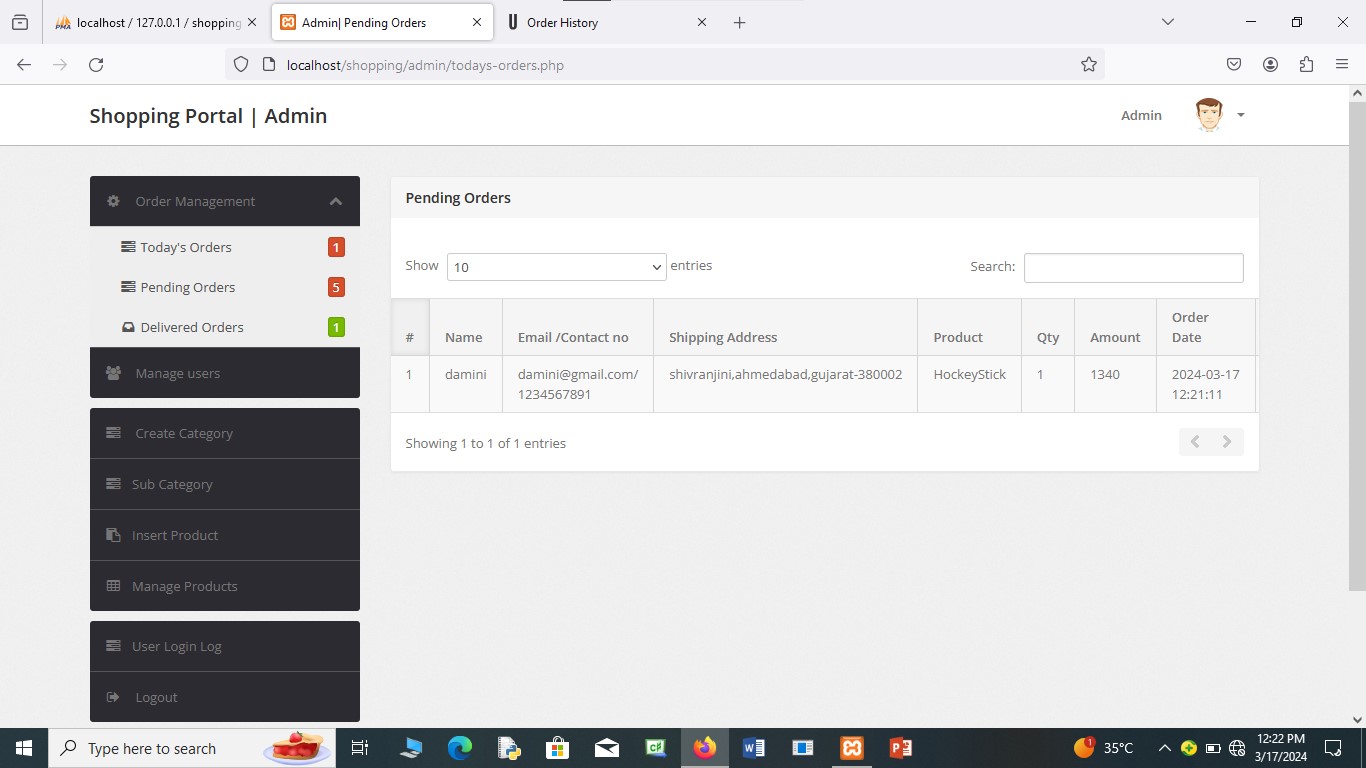 localhost / 127.0.0.1 / shopping
Admin| Pending Orders
Order History
localhost/shopping/admin/todays-orders.php
Shopping Portal | Admin
Admin
Order Management
Today's Orders 1
Pending Orders 5
Delivered Orders 1
Manage users
Create Category
Sub Category
Insert Product
Manage Products
User Login Log
Logout
Pending Orders
Show 10 entries
Search:
# Name Email /Contact no Shipping Address Product Qty Amount Order Date
1 damini damini@gmail.com/ shivranjini,ahmedabad,gujarat-380002 HockeyStick 1 1340 2024-03-17
1234567891 12:21:11
Showing 1 to 1 of 1 entries
Type here to search
1
35°C
12:22 PM
3/17/2024